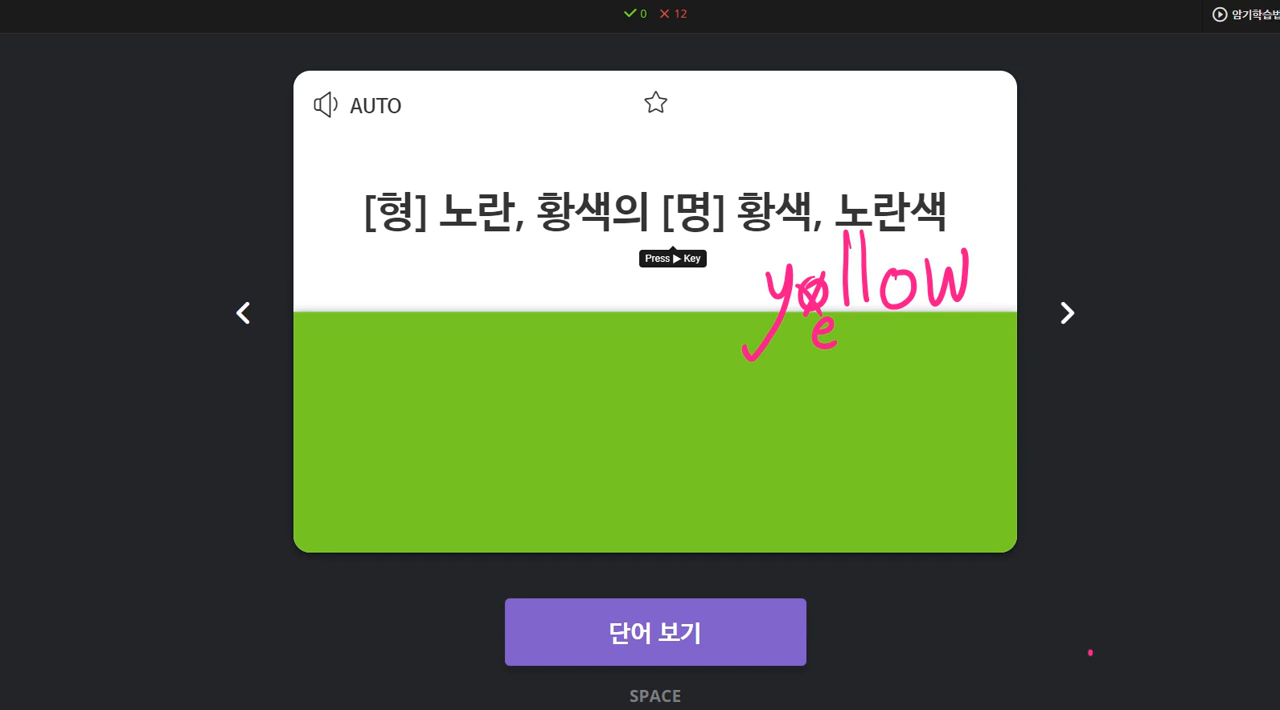 0 12
암기학습법
AUTO
[형] 노란, 황색의 [명] 황색, 노란색
Press ▶ Key
yellow
e
단어 보기
SPACE